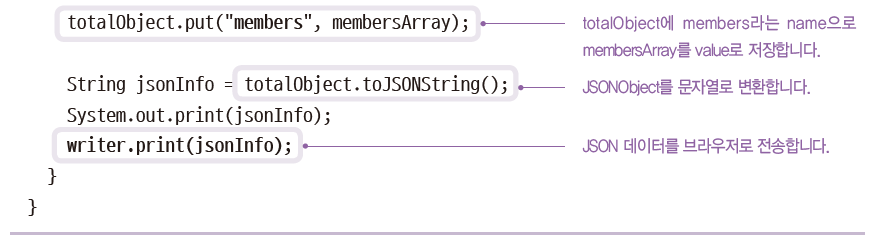 totalObject.put("members", membersArray);
totalObject에 members라는 name으로
membersArray를 value로 저장합니다.
String jsonInfo = totalObject.toJSONString();
JSONObject를 문자열로 변환합니다.
System.out.print(jsonInfo);
writer.print(jsonInfo);
JSON 데이터를 브라우저로 전송합니다.
}
}